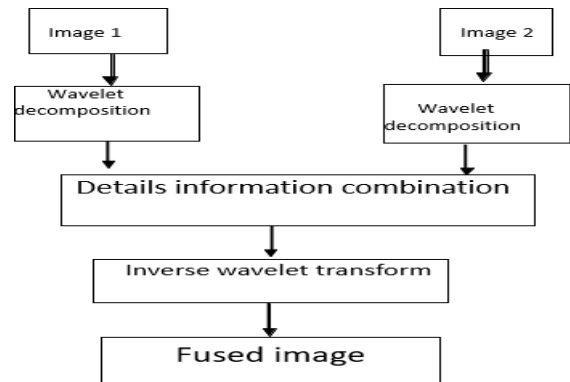 Image 1
Image 2
Wavelet
decomposition
Wavelet
decomposition
Details information combination
Inverse wavelet transform
Fused image